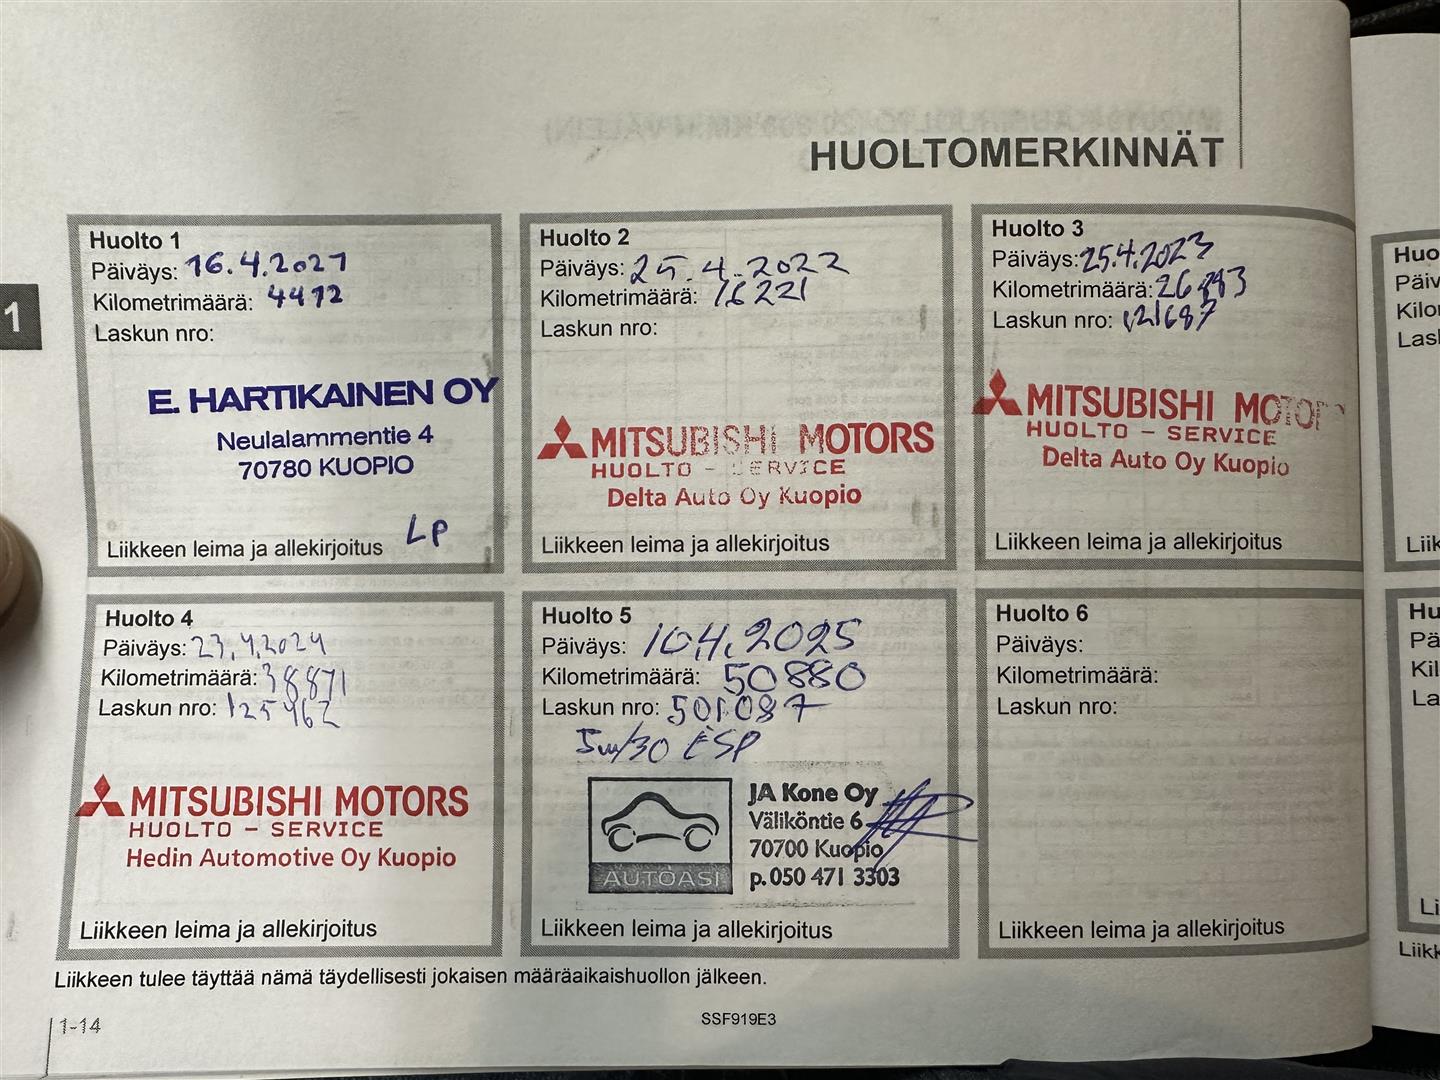 HUOLTOMERKINNÄT
1
Huolto 1
Päiväys: 16.4.2021
Kilometrimäärä: 4412
Laskun nro:
E. HARTIKAINEN OY
Neulalammentie 4
70780 KUOPIO
LP
Liikkeen leima ja allekirjoitus
Huolto 2
Päiväys: 25.4.2022
Kilometrimäärä: 16221
Laskun nro:
MITSUBISHI MOTORS
HUOLTO - SERVICE
Delta Auto Oy Kuopio
Liikkeen leima ja allekirjoitus
Huolto 3
Päiväys: 25.4.2023
Kilometrimäärä:
Laskun nro: 121687
MITSUBISHI MOTORS
HUOLTO - SERVICE
Delta Auto Oy Kuopio
Liikkeen leima ja allekirjoitus
Huolto 4
Päiväys: 23.4.2024
Kilometrimäärä: 38871
Laskun nro: 125462
MITSUBISHI MOTORS
HUOLTO - SERVICE
Hedin Automotive Oy Kuopio
Liikkeen leima ja allekirjoitus
Huolto 5
Päiväys: 10.4.2025
Kilometrimäärä: 50880
Laskun nro: 501087
5w/30 ESP
AUTOASI
JA Kone Oy
Väliköntie 6
70700 Kuopio
p. 050 471 3303
Liikkeen leima ja allekirjoitus
Huolto 6
Päiväys:
Kilometrimäärä:
Laskun nro:
Liikkeen leima ja allekirjoitus
Liikkeen tulee täyttää nämä täydellisesti jokaisen määräaikaishuollon jälkeen.
1-14
SSF919E3